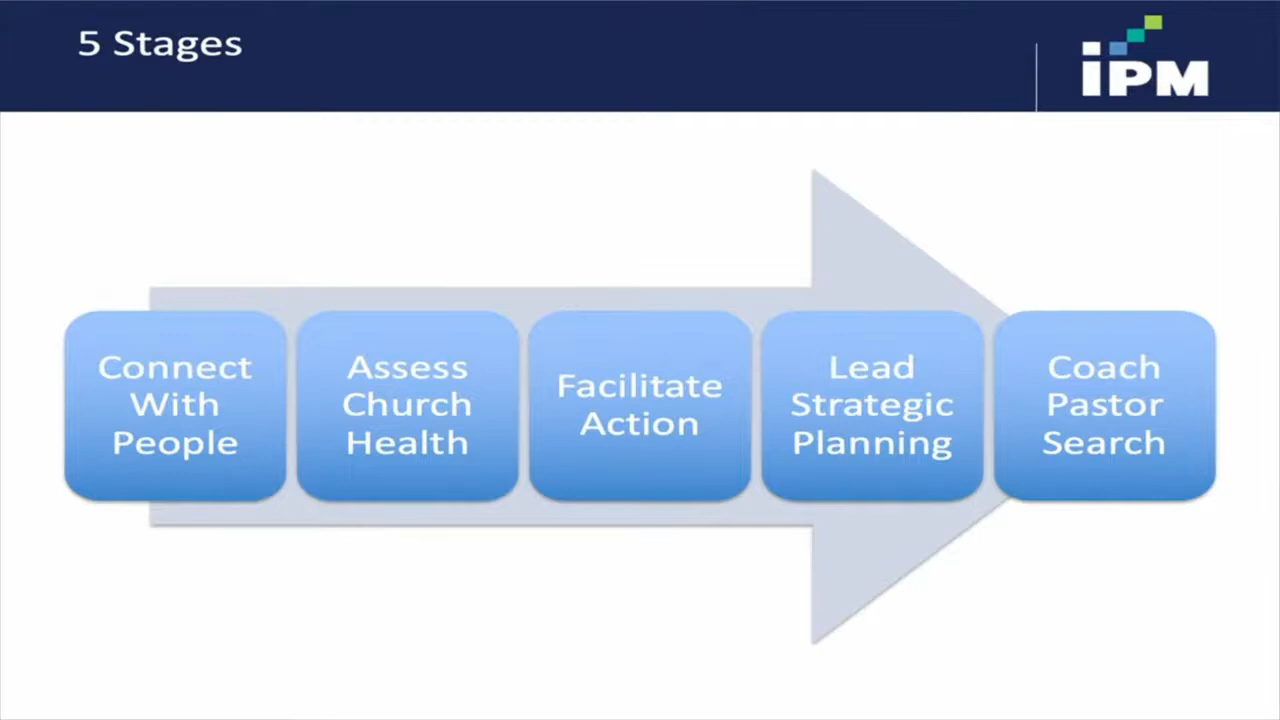 5 Stages
iPM
Connect
With
People
Assess
Church
Health
Facilitate
Action
Lead
Strategic
Planning
Coach
Pastor
Search